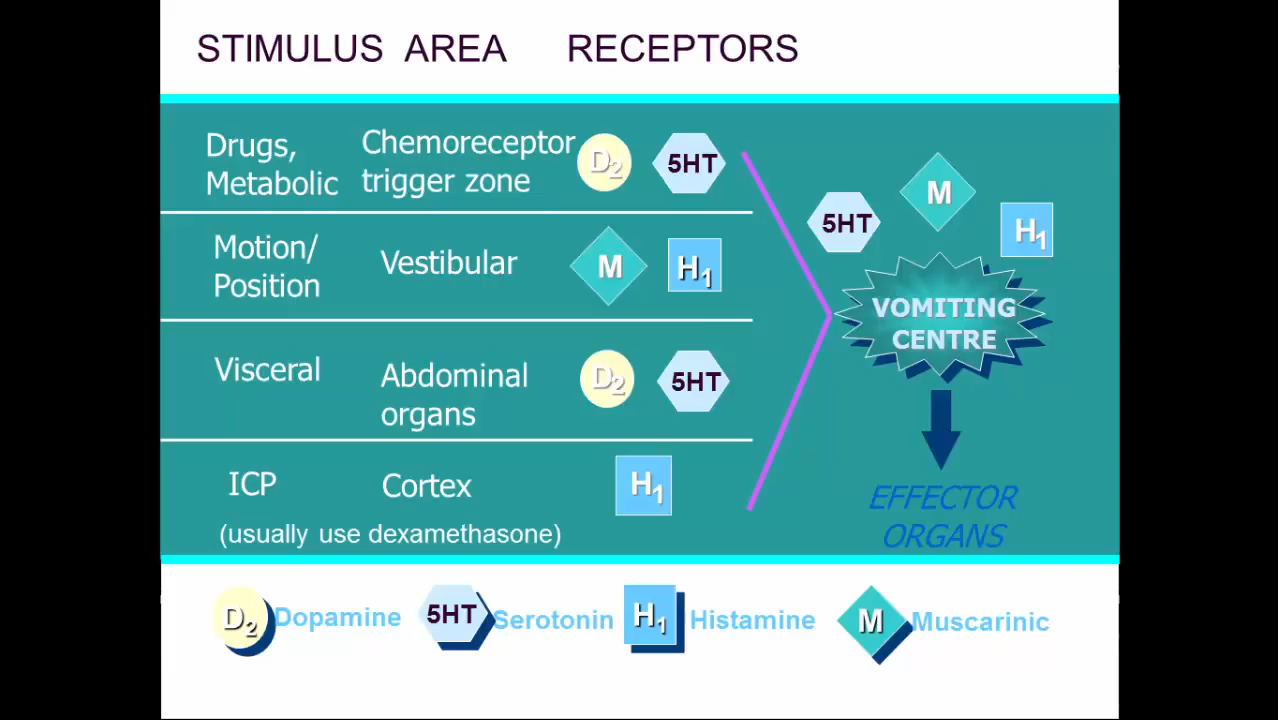 STIMULUS AREA RECEPTORS
Drugs, Metabolic
Chemoreceptor trigger zone
D2 5HT
Motion/
Position
Vestibular
M H1
Visceral
Abdominal
organs
D2 5HT
ICP
Cortex
H1
(usually use dexamethasone)
5HT M H1
VOMITING
CENTRE
EFFECTOR
ORGANS
D2 Dopamine 5HT Serotonin H1 Histamine M Muscarinic